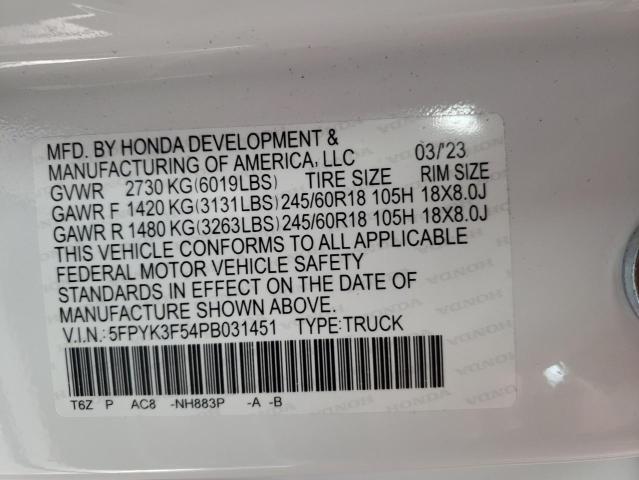 MFD. BY HONDA DEVELOPMENT &
MANUFACTURING OF AMERICA, LLC 03/'23
GVWR 2730 KG(6019LBS) TIRE SIZE RIM SIZE
GAWR F 1420 KG(3131LBS) 245/60R18 105H 18X8.0J
GAWR R 1480 KG(3263LBS) 245/60R18 105H 18X8.0J
THIS VEHICLE CONFORMS TO ALL APPLICABLE
FEDERAL MOTOR VEHICLE SAFETY
STANDARDS IN EFFECT ON THE DATE OF
MANUFACTURE SHOWN ABOVE.
V.I.N.: 5FPYK3F54PB031451 TYPE:TRUCK
T6Z P AC8 -NH883P -A -B
HONDA